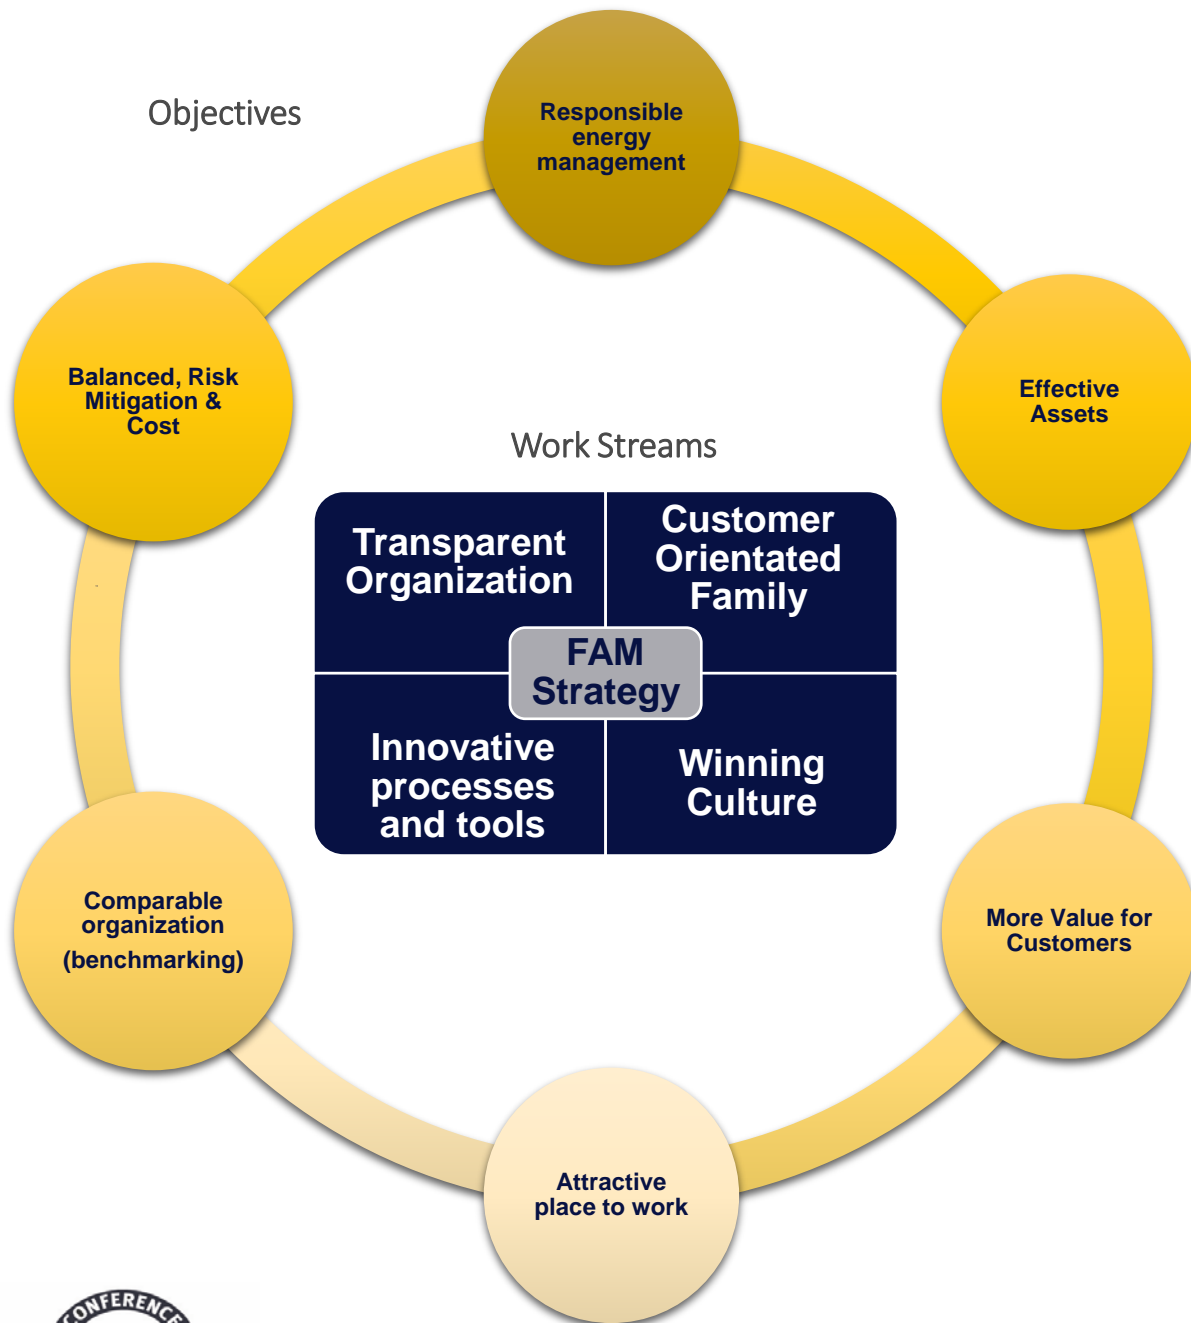 Objectives
Responsible
energy
management
Balanced, Risk
Mitigation &
Cost
Effective
Assets
Work Streams
Transparent
Organization
Customer
Orientated
Family
FAM
Strategy
Innovative
processes
and tools
Winning
Culture
Comparable
organization
(benchmarking)
More Value for
Customers
Attractive
place to work
CONFERENCE